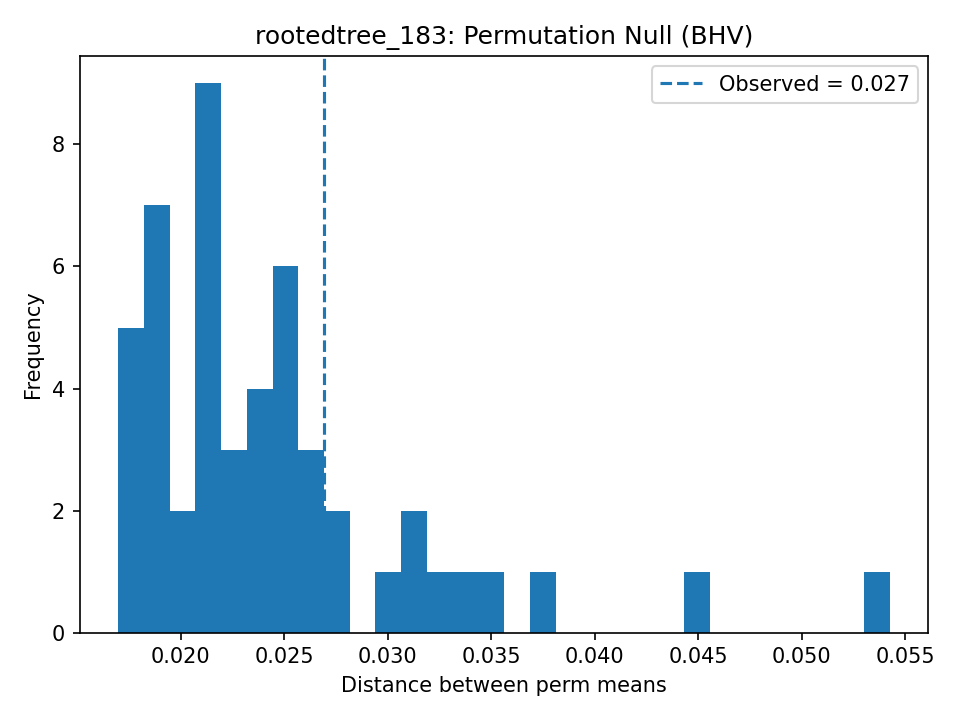 rootedtree_183: Permutation Null (BHV)
Observed = 0.027
Frequency
8
6
4
2
0
0.020 0.025 0.030 0.035 0.040 0.045 0.050 0.055
Distance between perm means